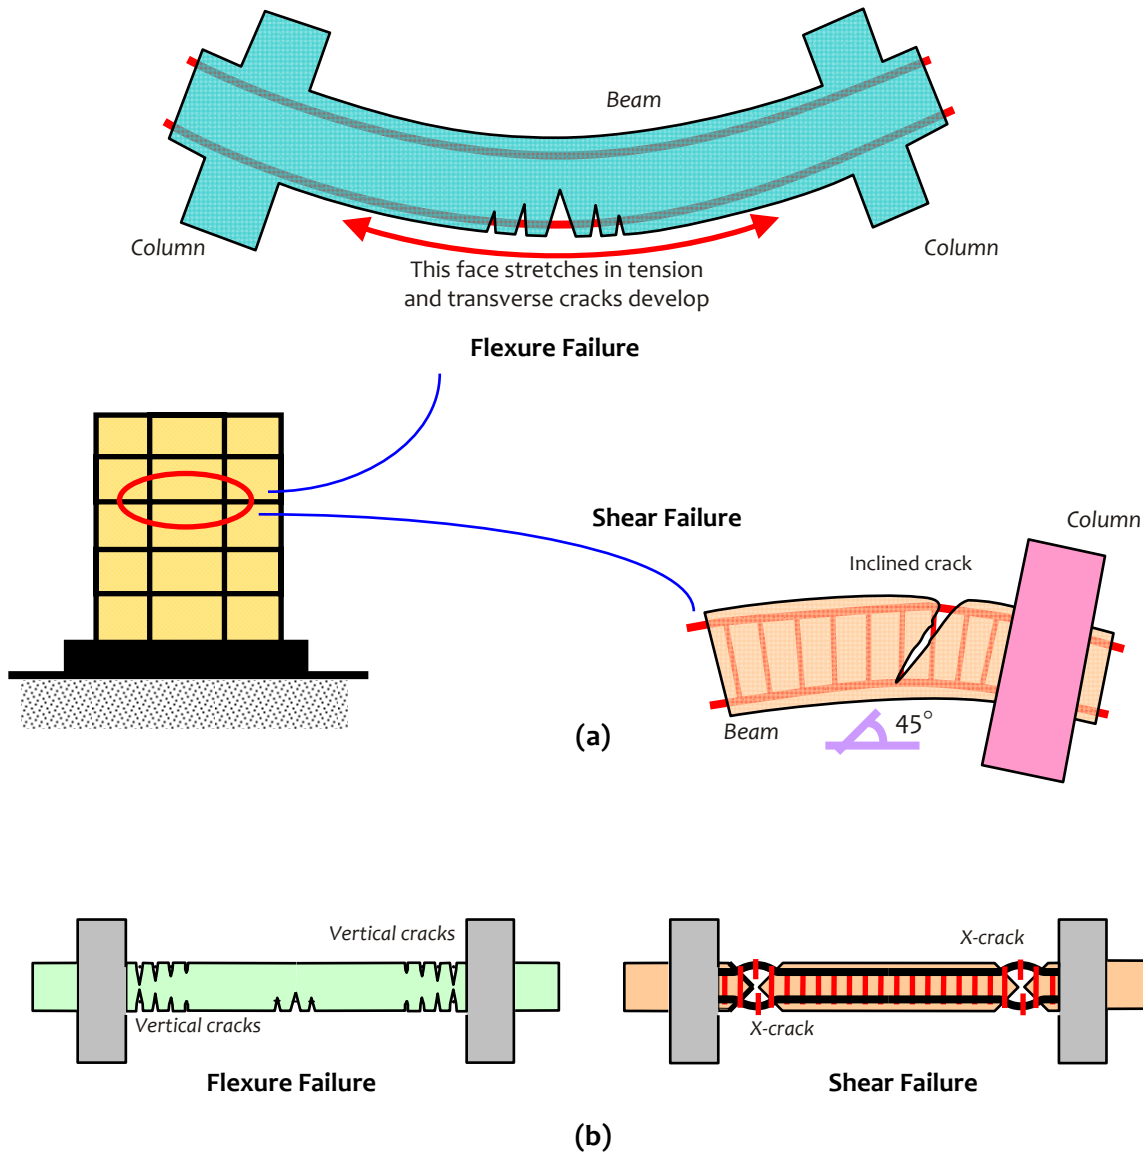 Beam
Column
Column
This face stretches in tension
and transverse cracks develop
Flexure Failure
Shear Failure
Column
Inclined crack
Beam
45°
(a)
Vertical cracks
Vertical cracks
Flexure Failure
X-crack
X-crack
Shear Failure
(b)